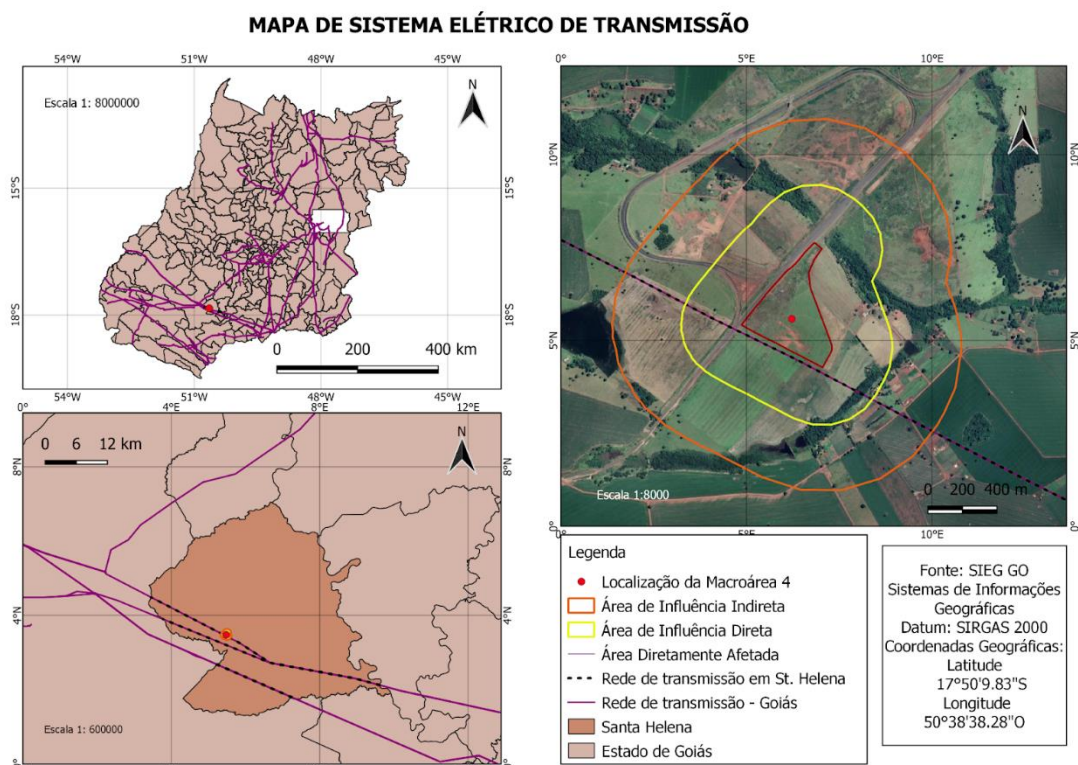 MAPA DE SISTEMA ELÉTRICO DE TRANSMISSÃO
54°W 51°W 48°W 45°W
Escala 1: 8000000
N
15°S 15°S
18°S 18°S
0 200 400 km
54°W 51°W 48°W 45°W
0° 4°E 8°E 12°E
0 6 12 km
N
8°N 8°N
4°N 4°N
Escala 1: 600000
0° 0°
0° 5°E 10°E
N
10°N 10°N
5°N 5°N
Escala 1:8000
0 200 400 m
0° 0°
5°E 10°E
Legenda
Localização da Macroárea 4
Área de Influência Indireta
Área de Influência Direta
Área Diretamente Afetada
Rede de transmissão em St. Helena
Rede de transmissão - Goiás
Santa Helena
Estado de Goiás
Fonte: SIEG GO
Sistemas de Informações
Geográficas
Datum: SIRGAS 2000
Coordenadas Geográficas:
Latitude
17°50'9.83"S
Longitude
50°38'38.28"O